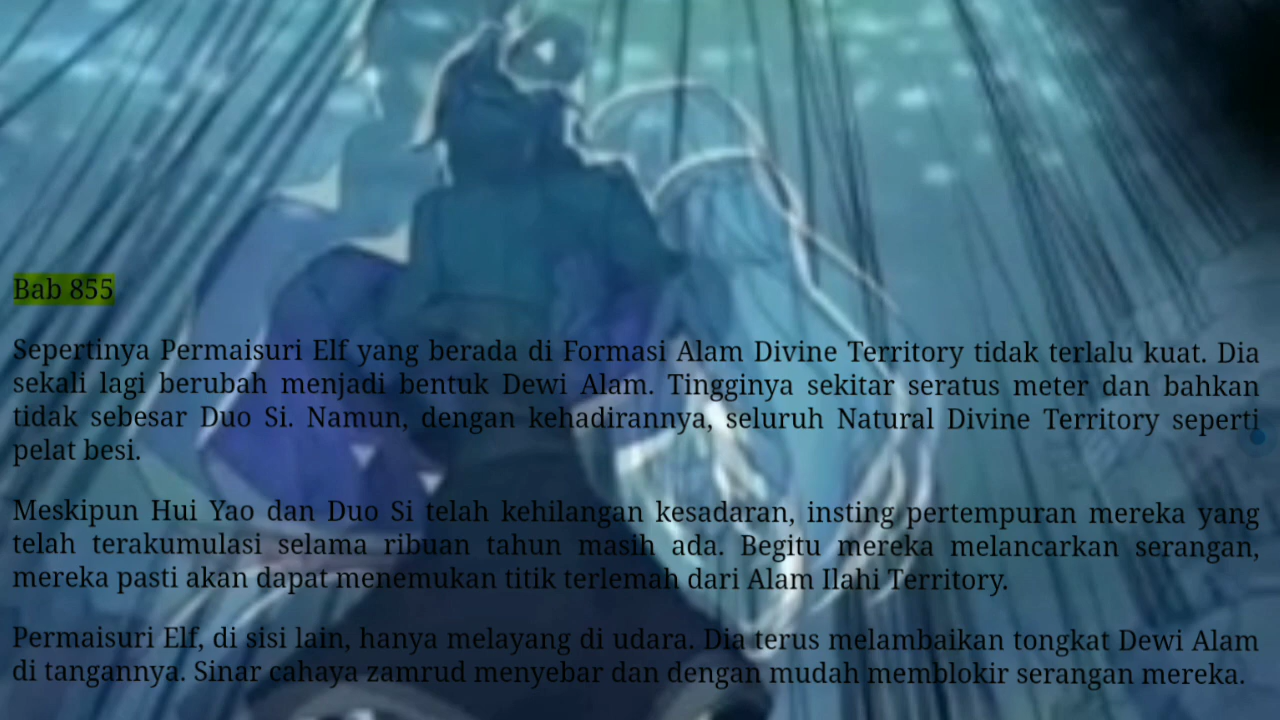 Bab 855
Sepertinya Permaisuri Elf yang berada di Formasi Alam Divine Territory tidak terlalu kuat. Dia
sekali lagi berubah menjadi bentuk Dewi Alam. Tingginya sekitar seratus meter dan bahkan
tidak sebesar Duo Si. Namun, dengan kehadirannya, seluruh Natural Divine Territory seperti
pelat besi.
Meskipun Hui Yao dan Duo Si telah kehilangan kesadaran, insting pertempuran mereka yang
telah terakumulasi selama ribuan tahun masih ada. Begitu mereka melancarkan serangan,
mereka pasti akan dapat menemukan titik terlemah dari Alam Ilahi Territory.
Permaisuri Elf, di sisi lain, hanya melayang di udara. Dia terus melambaikan tongkat Dewi Alam
di tangannya. Sinar cahaya zamrud menyebar dan dengan mudah memblokir serangan mereka.